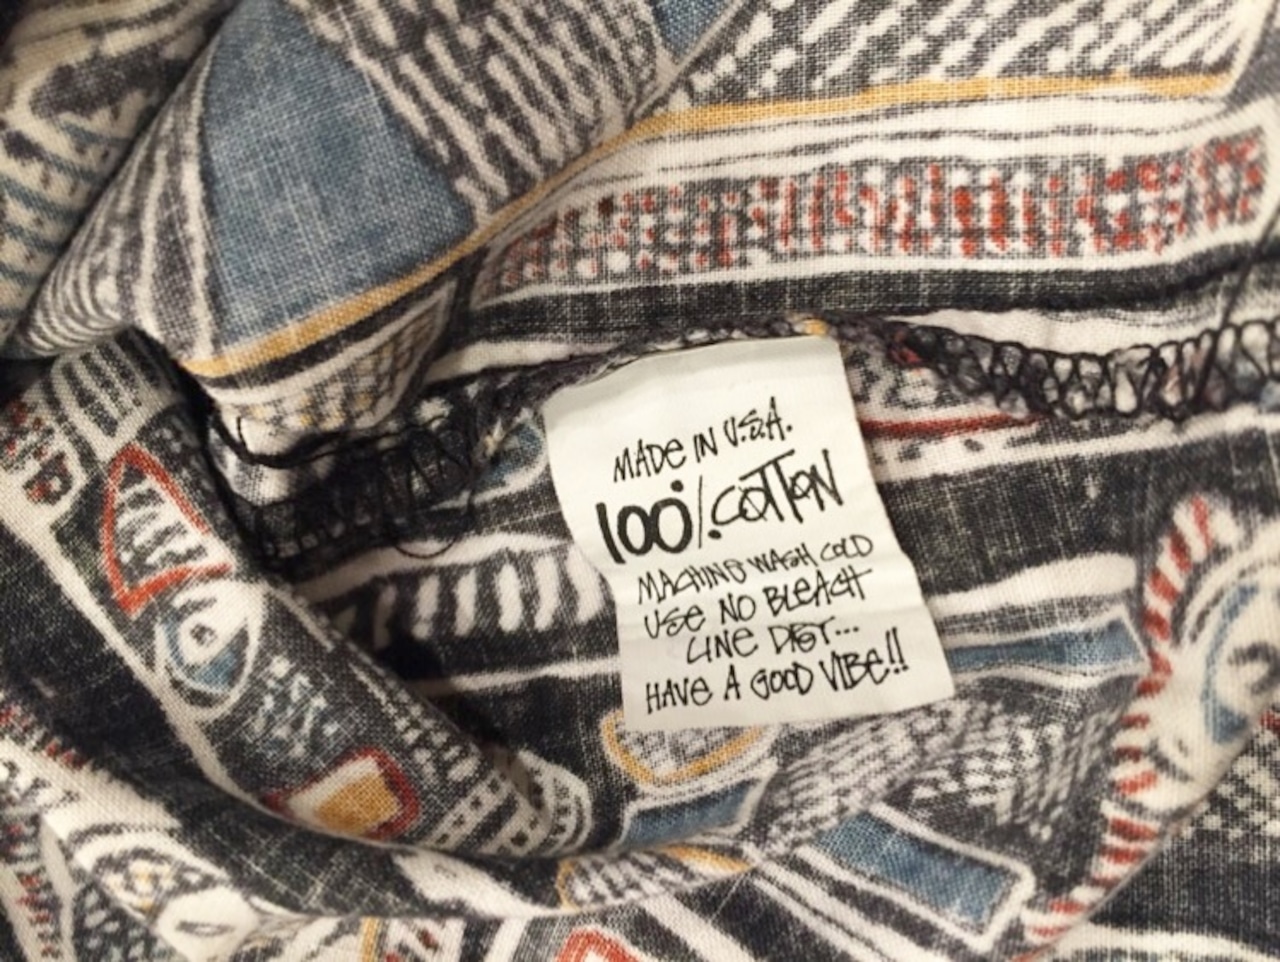 MADE IN U.S.A.
100% COTTON
MACHINE WASH COLD
USE NO BLEACH
LINE DRY...
HAVE A GOOD VIBE!!